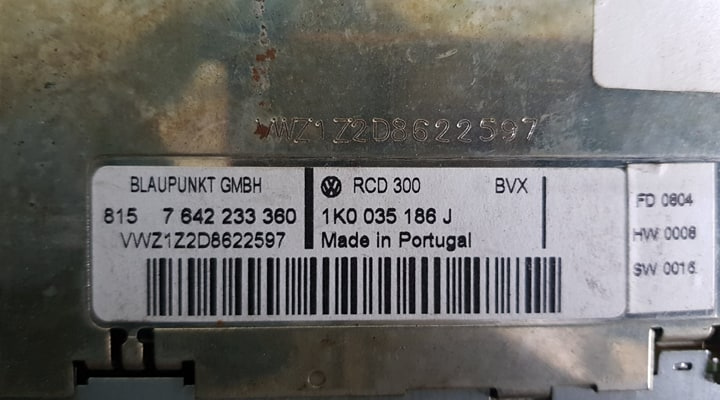 VWZ1Z2D8622597
BLAUPUNKT GMBH
815 7 642 233 360
VWZ1Z2D8622597
RCD 300 BVX
1K0 035 186 J
Made in Portugal
FD 0804
HW 0008
SW 0016